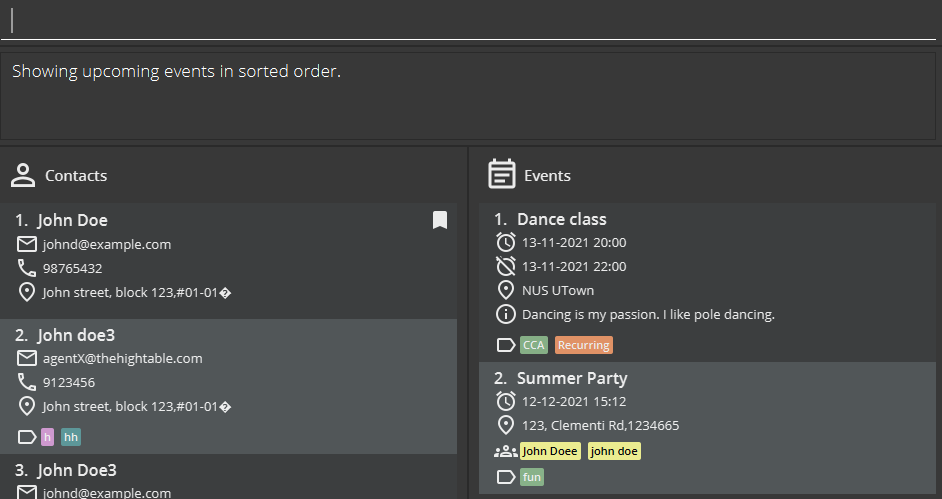 Showing upcoming events in sorted order.
Contacts
1. John Doe
johnd@example.com
98765432
John street, block 123,#01-01�
2. John doe3
agentX@thehightable.com
9123456
John street, block 123,#01-01�
h hh
3. John Doe3
johnd@example.com
Events
1. Dance class
13-11-2021 20:00
13-11-2021 22:00
NUS UTown
Dancing is my passion. I like pole dancing.
CCA Recurring
2. Summer Party
12-12-2021 15:12
123, Clementi Rd,1234665
John Doee john doe
fun